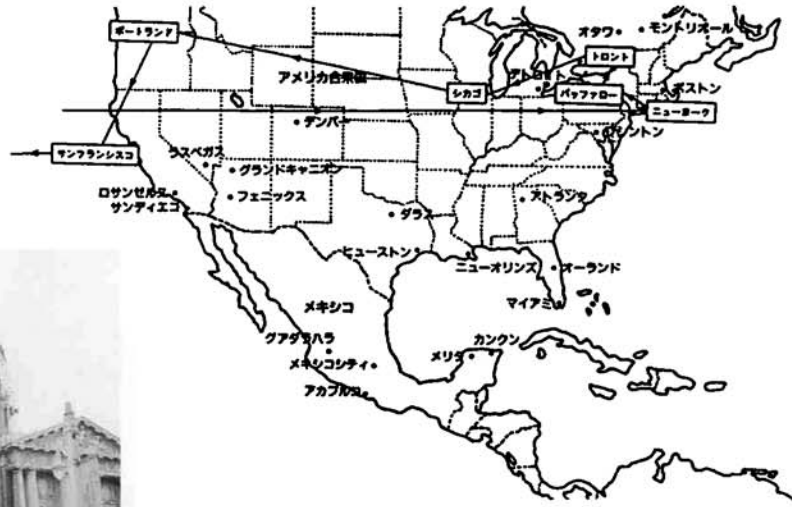 ポートランド
オタワ
モントリオール
トロント
アメリカ合衆国
シカゴ
デトロイト
バッファロー
ボストン
ニューヨーク
デンバー
ワシントン
サンフランシスコ
ラスベガス
グランドキャニオン
ロサンゼルス
フェニックス
アトランタ
サンディエゴ
ダラス
ヒューストン
ニューオリンズ
オーランド
メキシコ
マイアミ
グアダラハラ
カンクン
メリダ
メキシコシティ
アカプルコ